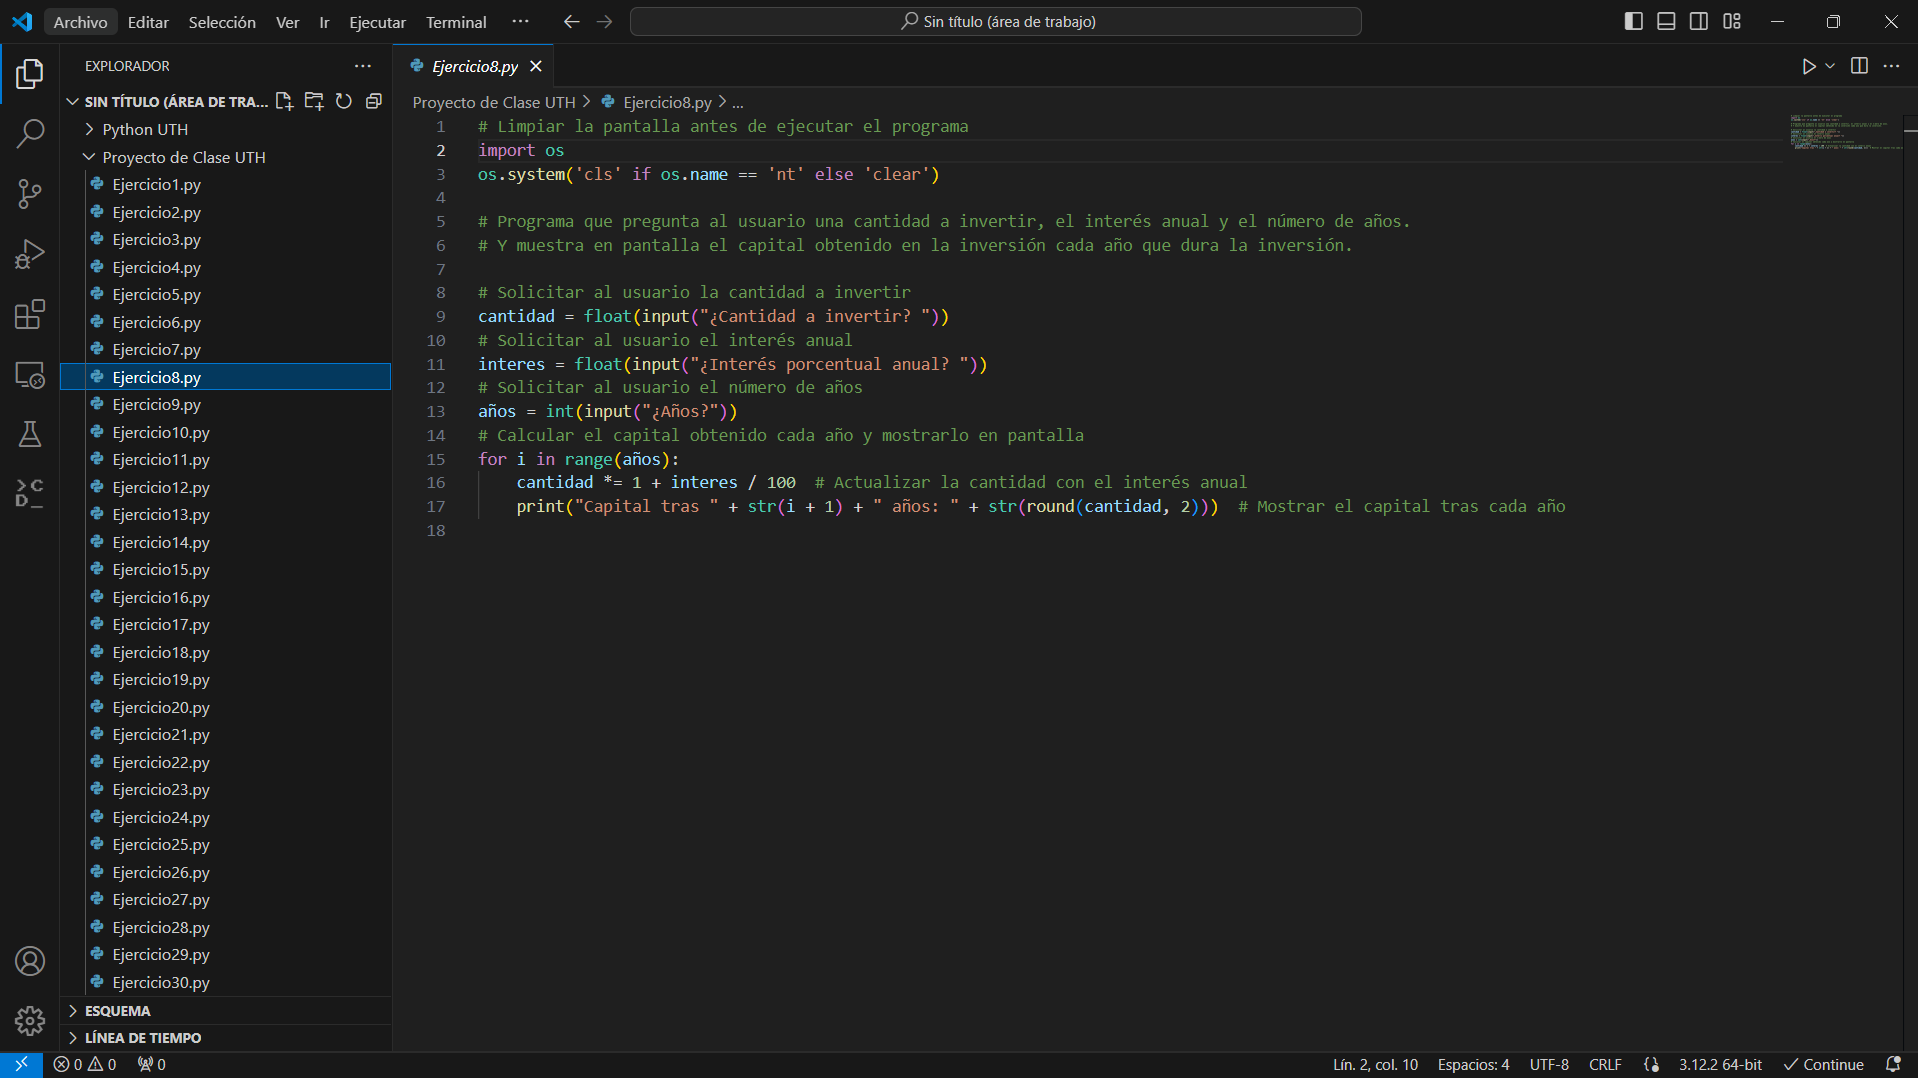 Archivo Editar Selección Ver Ir Ejecutar Terminal ··· Sin título (área de trabajo)
EXPLORADOR ···
SIN TÍTULO (ÁREA DE TRA...
Python UTH
Proyecto de Clase UTH
Ejercicio1.py
Ejercicio2.py
Ejercicio3.py
Ejercicio4.py
Ejercicio5.py
Ejercicio6.py
Ejercicio7.py
Ejercicio8.py
Ejercicio9.py
Ejercicio10.py
Ejercicio11.py
Ejercicio12.py
Ejercicio13.py
Ejercicio14.py
Ejercicio15.py
Ejercicio16.py
Ejercicio17.py
Ejercicio18.py
Ejercicio19.py
Ejercicio20.py
Ejercicio21.py
Ejercicio22.py
Ejercicio23.py
Ejercicio24.py
Ejercicio25.py
Ejercicio26.py
Ejercicio27.py
Ejercicio28.py
Ejercicio29.py
Ejercicio30.py
ESQUEMA
LÍNEA DE TIEMPO
Ejercicio8.py
Proyecto de Clase UTH > Ejercicio8.py > ...
1 # Limpiar la pantalla antes de ejecutar el programa
2 import os
3 os.system('cls' if os.name == 'nt' else 'clear')
4
5 # Programa que pregunta al usuario una cantidad a invertir, el interés anual y el número de años.
6 # Y muestra en pantalla el capital obtenido en la inversión cada año que dura la inversión.
7
8 # Solicitar al usuario la cantidad a invertir
9 cantidad = float(input("¿Cantidad a invertir? "))
10 # Solicitar al usuario el interés anual
11 interes = float(input("¿Interés porcentual anual? "))
12 # Solicitar al usuario el número de años
13 años = int(input("¿Años?"))
14 # Calcular el capital obtenido cada año y mostrarlo en pantalla
15 for i in range(años):
16     cantidad *= 1 + interes / 100  # Actualizar la cantidad con el interés anual
17     print("Capital tras " + str(i + 1) + " años: " + str(round(cantidad, 2)))  # Mostrar el capital tras cada año
18
0 0 0 Lín. 2, col. 10 Espacios: 4 UTF-8 CRLF 3.12.2 64-bit Continue